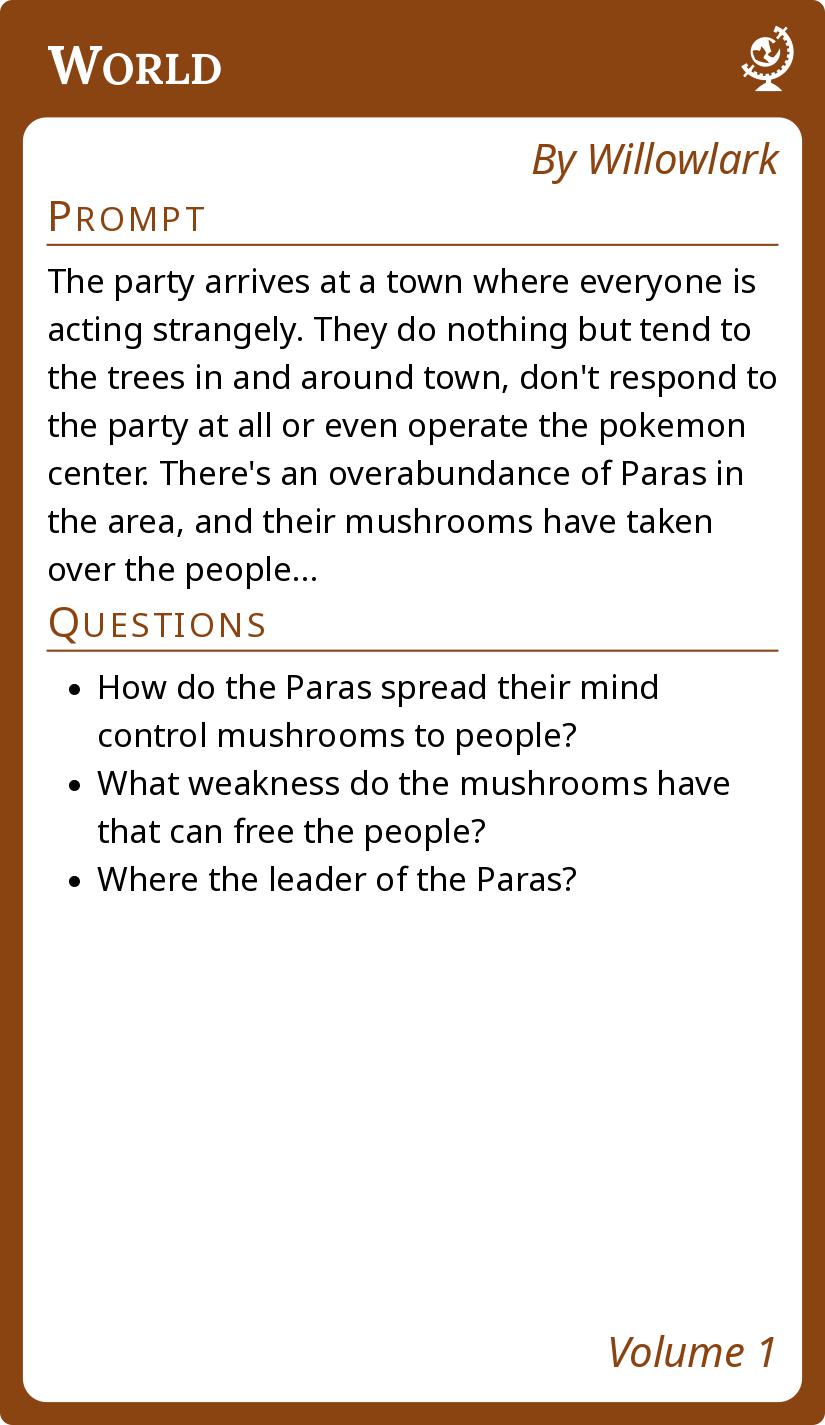 World
By Willowlark
Prompt
The party arrives at a town where everyone is
acting strangely. They do nothing but tend to
the trees in and around town, don't respond to
the party at all or even operate the pokemon
center. There's an overabundance of Paras in
the area, and their mushrooms have taken
over the people...
Questions
• How do the Paras spread their mind
control mushrooms to people?
• What weakness do the mushrooms have
that can free the people?
• Where the leader of the Paras?
Volume 1